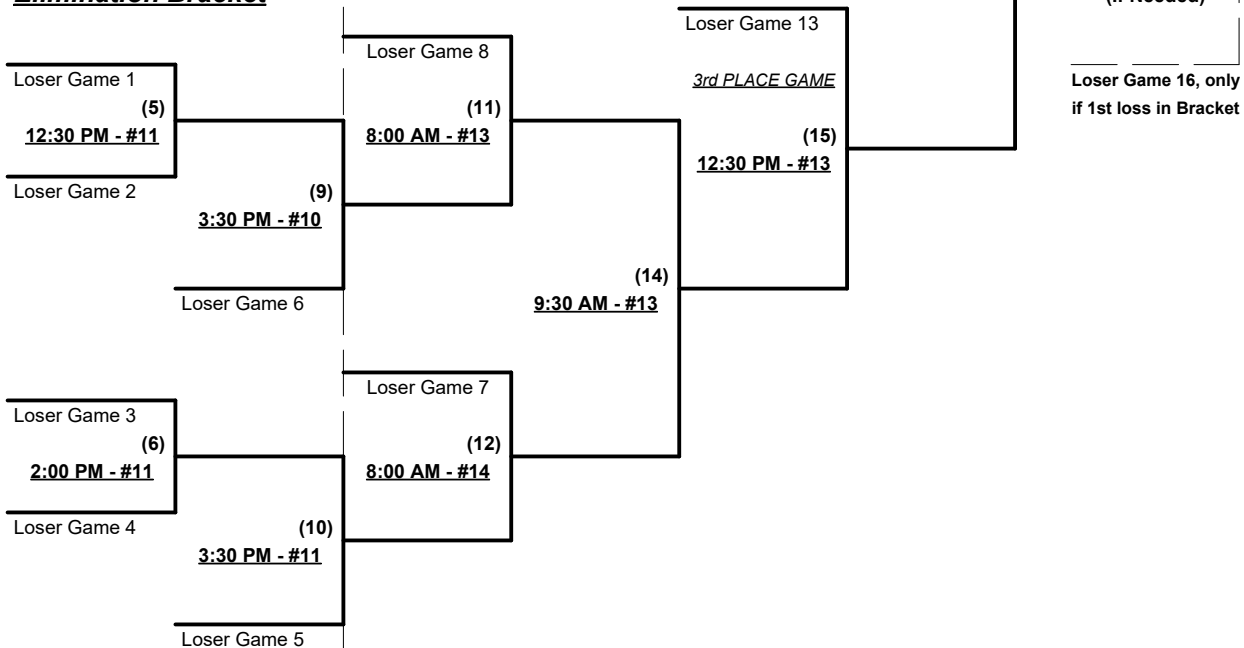 Elimination Bracket
(If Needed)
Loser Game 13
Loser Game 8
Loser Game 1
3rd PLACE GAME
Loser Game 16, only
if 1st loss in Bracket
(5)
12:30 PM - #11
(11)
8:00 AM - #13
(15)
12:30 PM - #13
Loser Game 2
(9)
3:30 PM - #10
(14)
9:30 AM - #13
Loser Game 6
Loser Game 7
Loser Game 3
(6)
2:00 PM - #11
(12)
8:00 AM - #14
Loser Game 4
(10)
3:30 PM - #11
Loser Game 5